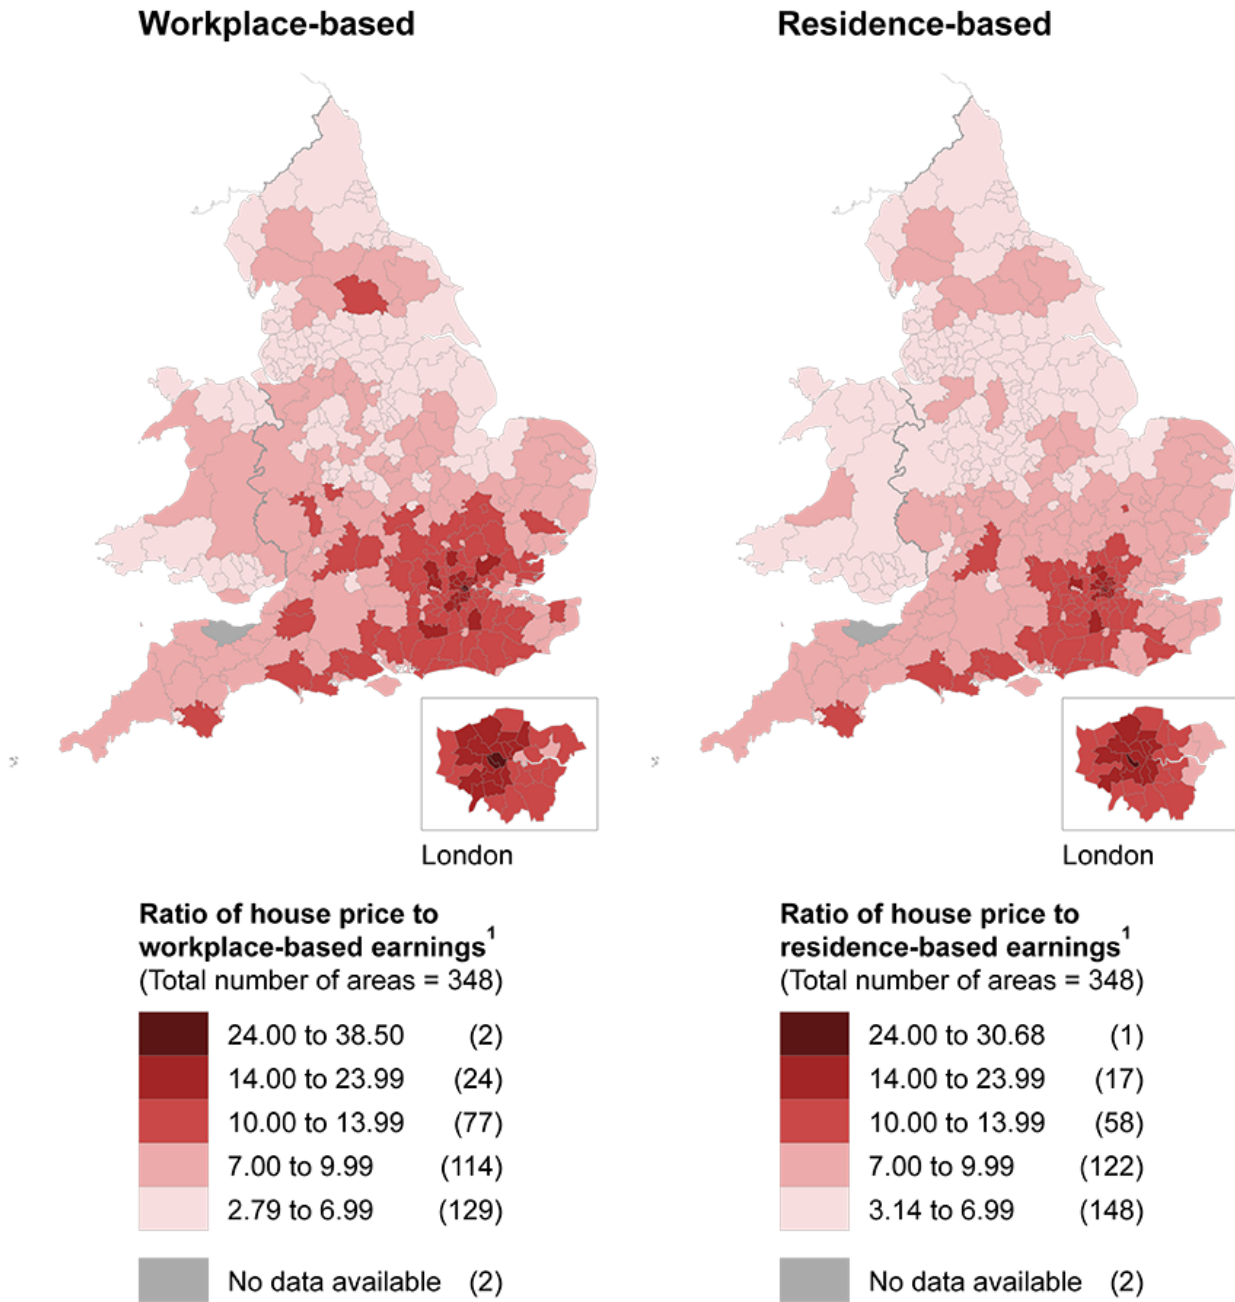 Workplace-based
Residence-based
London
London
Ratio of house price to
workplace-based earnings¹
(Total number of areas = 348)
24.00 to 38.50 (2)
14.00 to 23.99 (24)
10.00 to 13.99 (77)
7.00 to 9.99 (114)
2.79 to 6.99 (129)
No data available (2)
Ratio of house price to
residence-based earnings¹
(Total number of areas = 348)
24.00 to 30.68 (1)
14.00 to 23.99 (17)
10.00 to 13.99 (58)
7.00 to 9.99 (122)
3.14 to 6.99 (148)
No data available (2)